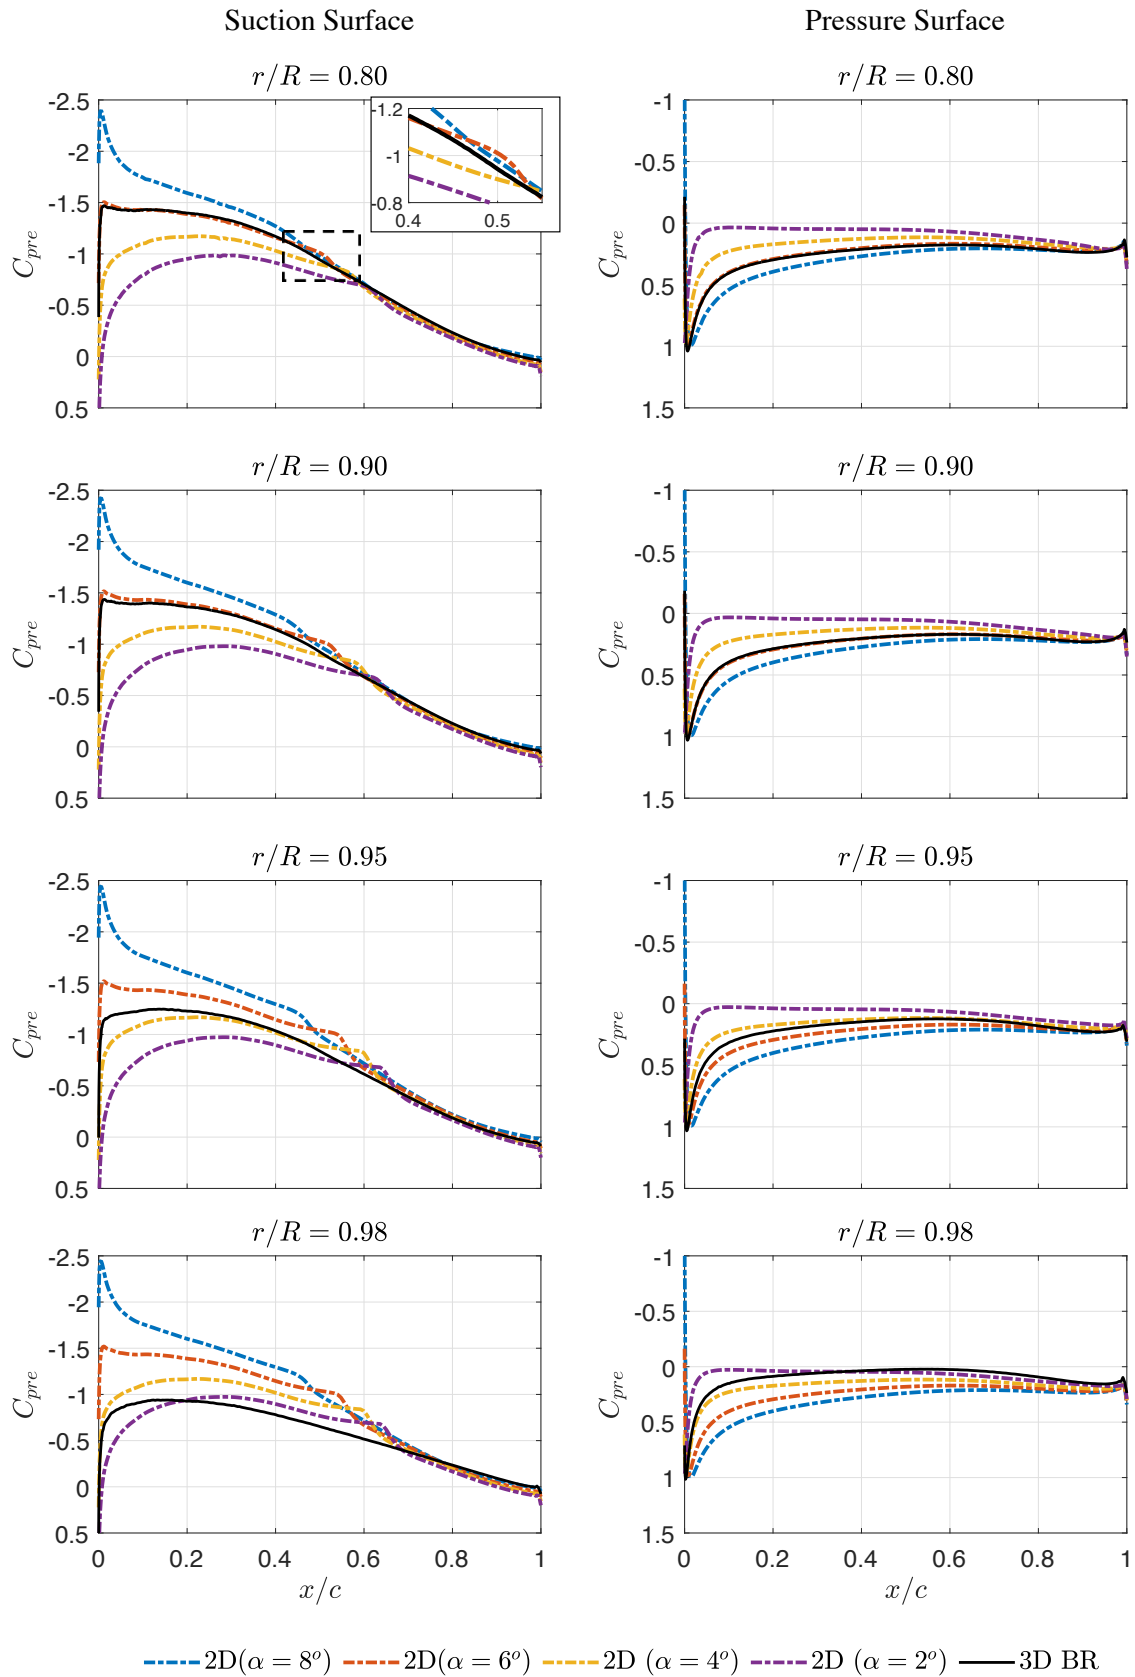 Suction Surface
Pressure Surface
r/R = 0.80
r/R = 0.80
-2.5
-2
-1.5
-1
-0.5
0
0.5
C_pre
-1.2
-1
-0.8
0.4 0.5
-1
-0.5
0
0.5
1
1.5
C_pre
r/R = 0.90
r/R = 0.90
-2.5
-2
-1.5
-1
-0.5
0
0.5
C_pre
-1
-0.5
0
0.5
1
1.5
C_pre
r/R = 0.95
r/R = 0.95
-2.5
-2
-1.5
-1
-0.5
0
0.5
C_pre
-1
-0.5
0
0.5
1
1.5
C_pre
r/R = 0.98
r/R = 0.98
-2.5
-2
-1.5
-1
-0.5
0
0.5
C_pre
0 0.2 0.4 0.6 0.8 1
x/c
-1
-0.5
0
0.5
1
1.5
C_pre
0 0.2 0.4 0.6 0.8 1
x/c
2D(α = 8°) 2D(α = 6°) 2D (α = 4°) 2D (α = 2°) 3D BR